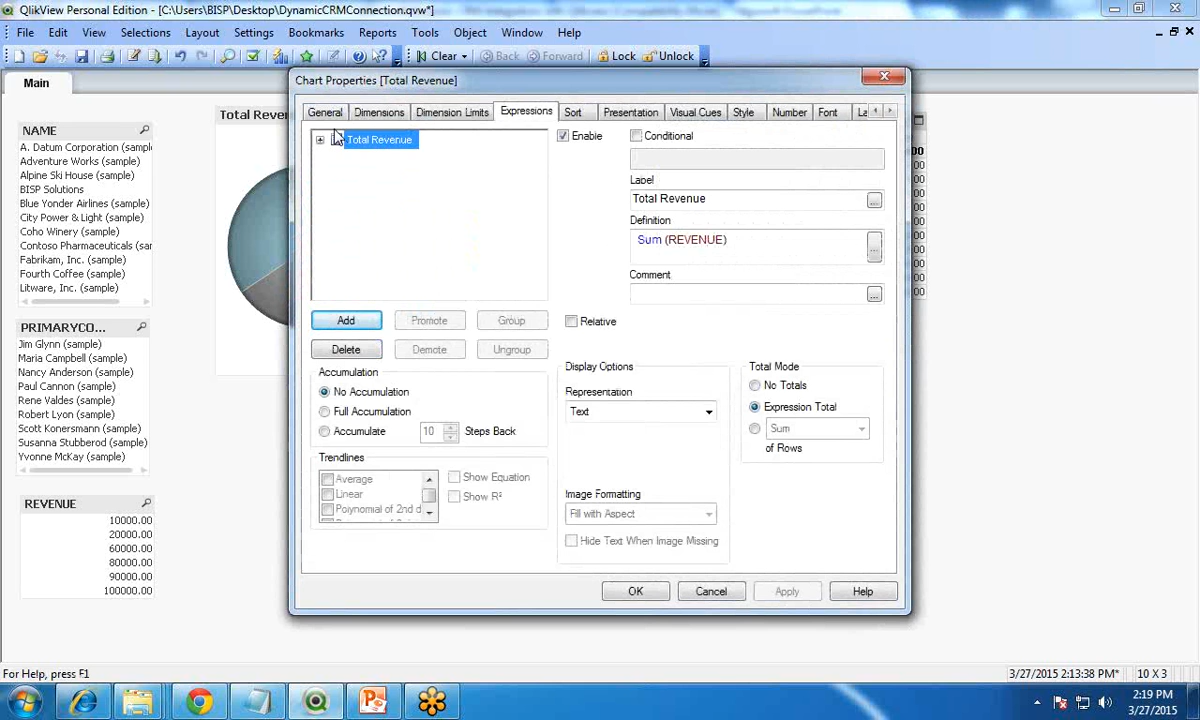 QlikView Personal Edition - [C:\Users\BISP\Desktop\DynamicCRMConnection.qvw*]
File Edit View Selections Layout Settings Bookmarks Reports Tools Object Window Help
Clear Back Forward Lock Unlock
Main
NAME
A. Datum Corporation (sample)
Adventure Works (sample)
Alpine Ski House (sample)
BISP Solutions
Blue Yonder Airlines (sample)
City Power & Light (sample)
Coho Winery (sample)
Contoso Pharmaceuticals (sar
Fabrikam, Inc. (sample)
Fourth Coffee (sample)
Litware, Inc. (sample)
PRIMARYCO...
Jim Glynn (sample)
Maria Campbell (sample)
Nancy Anderson (sample)
Paul Cannon (sample)
Rene Valdes (sample)
Robert Lyon (sample)
Scott Konersmann (sample)
Susanna Stubberod (sample)
Yvonne McKay (sample)
REVENUE
10000.00
20000.00
60000.00
80000.00
90000.00
100000.00
Total Reven
Chart Properties [Total Revenue]
General Dimensions Dimension Limits Expressions Sort Presentation Visual Cues Style Number Font La
Total Revenue
Enable
Conditional
Label
Total Revenue
Definition
Sum (REVENUE)
Comment
Add Promote Group
Delete Demote Ungroup
Relative
Accumulation
No Accumulation
Full Accumulation
Accumulate 10 Steps Back
Trendlines
Average
Linear
Polynomial of 2nd d
Show Equation
Show R²
Display Options
Representation
Text
Image Formatting
Fill with Aspect
Hide Text When Image Missing
Total Mode
No Totals
Expression Total
Sum
of Rows
OK Cancel Apply Help
For Help, press F1
3/27/2015 2:13:38 PM* 10 X 3
2:19 PM
3/27/2015